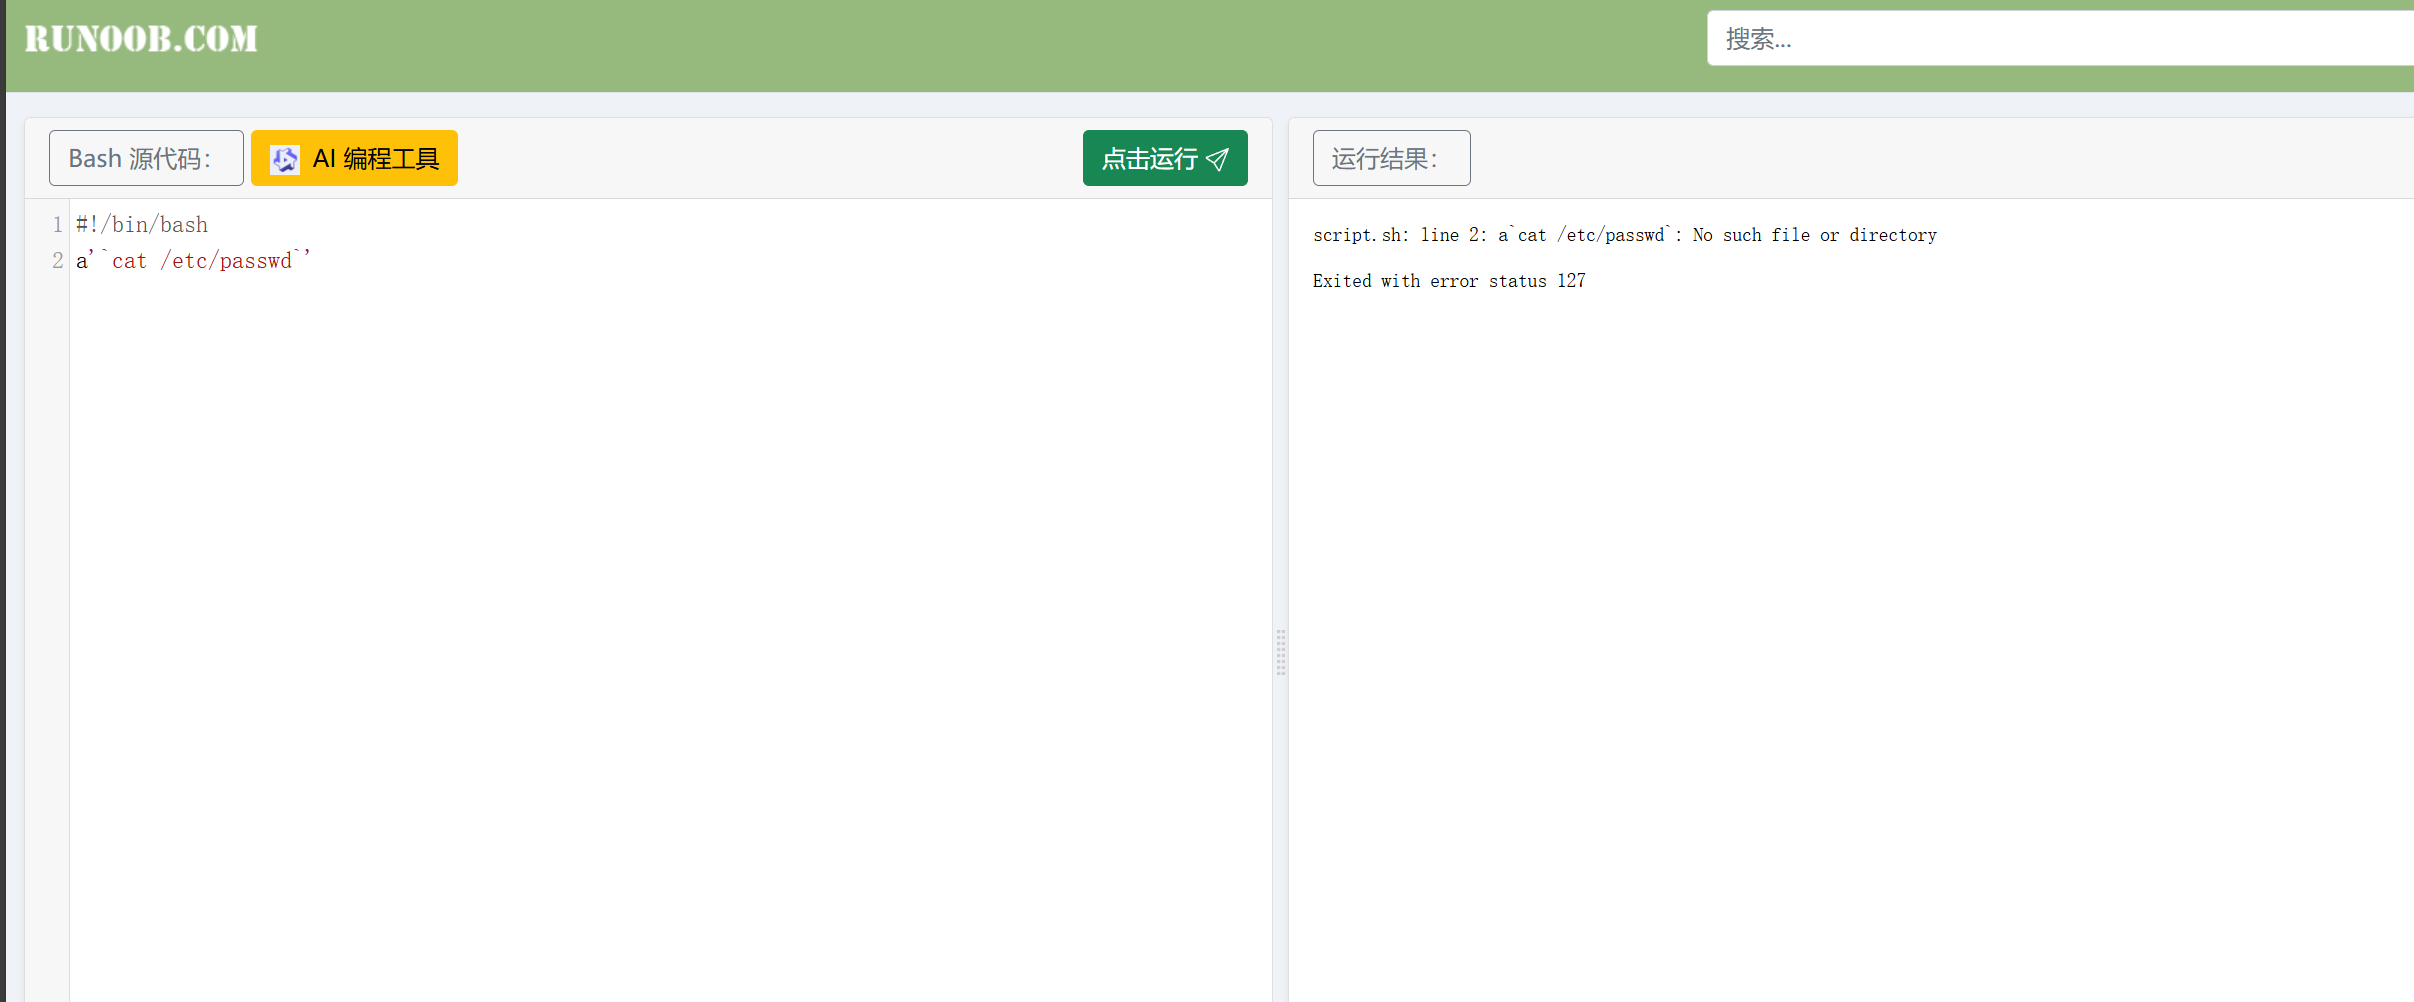 RUNOOB.COM
搜索...
Bash 源代码：
AI 编程工具
点击运行
运行结果：
1 #!/bin/bash
2 a'`cat /etc/passwd`'
script.sh: line 2: a`cat /etc/passwd`: No such file or directory
Exited with error status 127